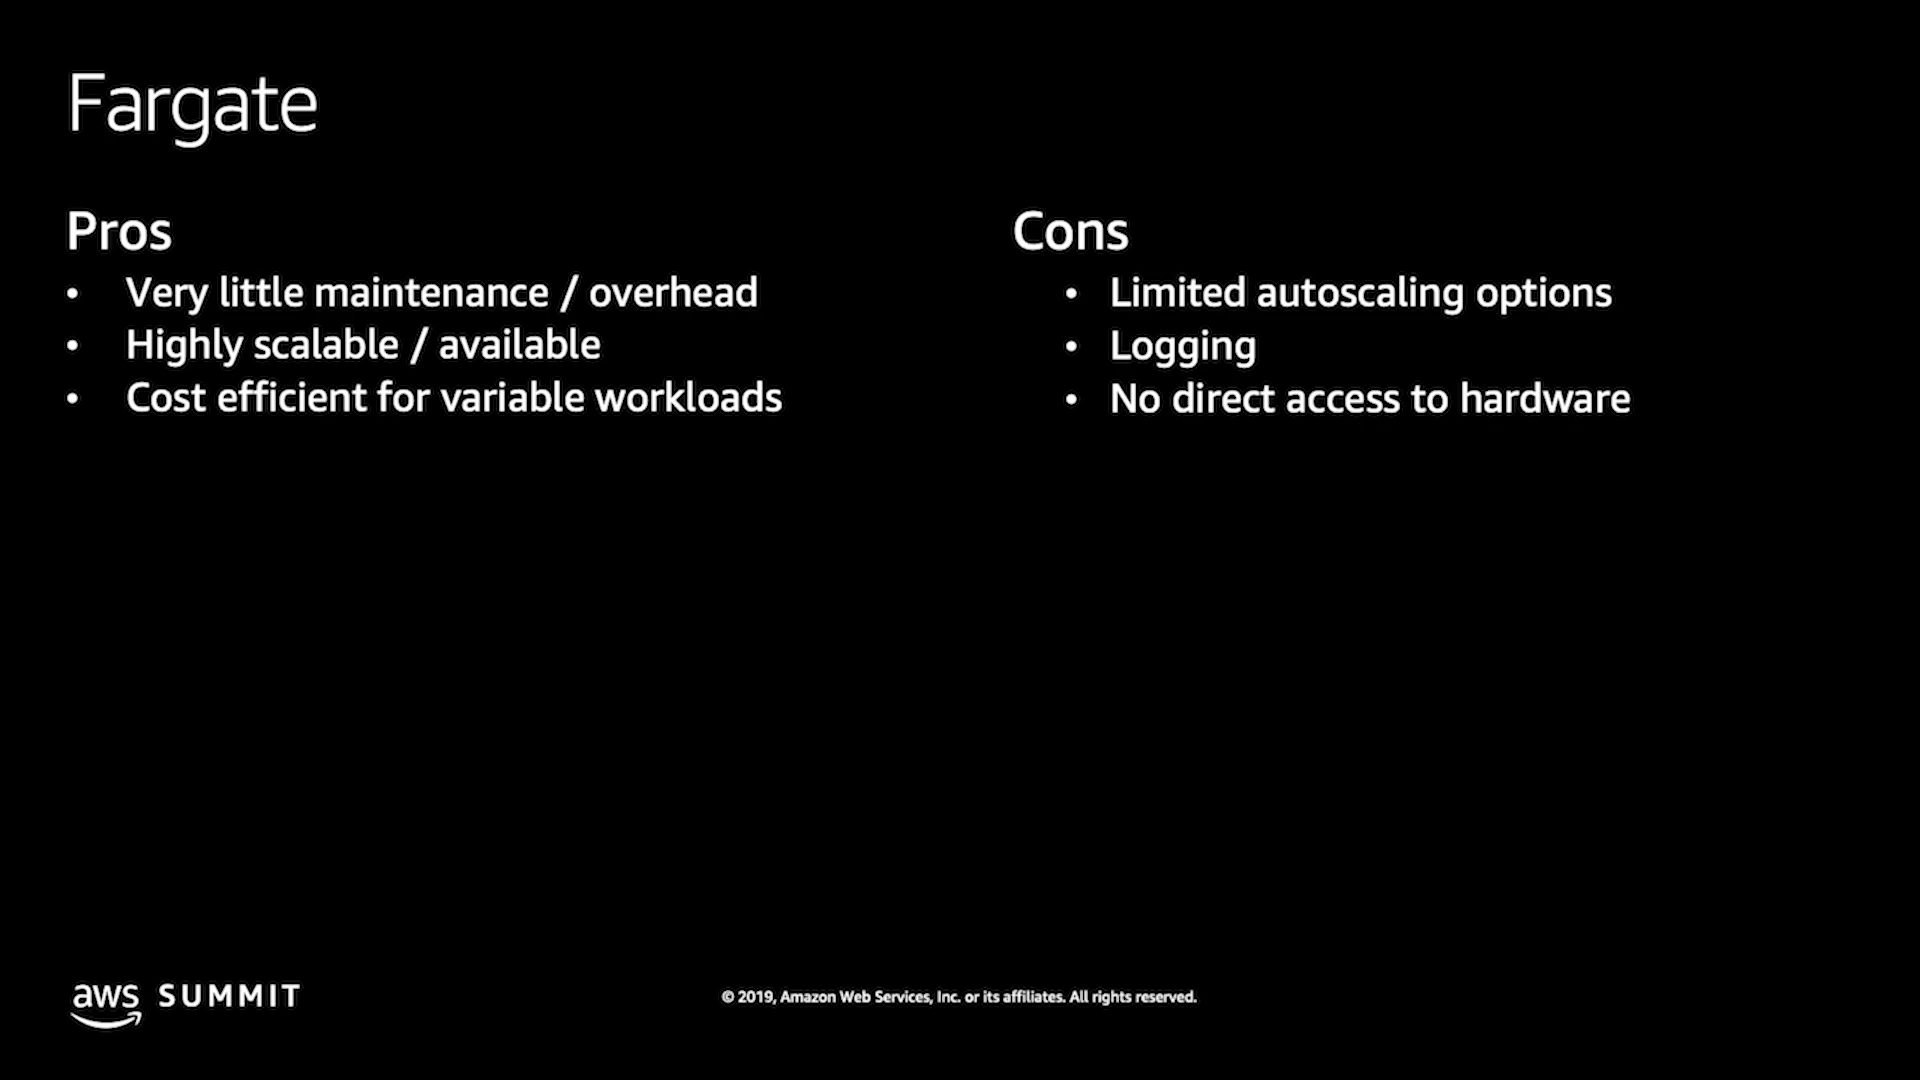 Fargate
Pros
• Very little maintenance / overhead
• Highly scalable / available
• Cost efficient for variable workloads
Cons
• Limited autoscaling options
• Logging
• No direct access to hardware
aws SUMMIT
© 2019, Amazon Web Services, Inc. or its affiliates. All rights reserved.